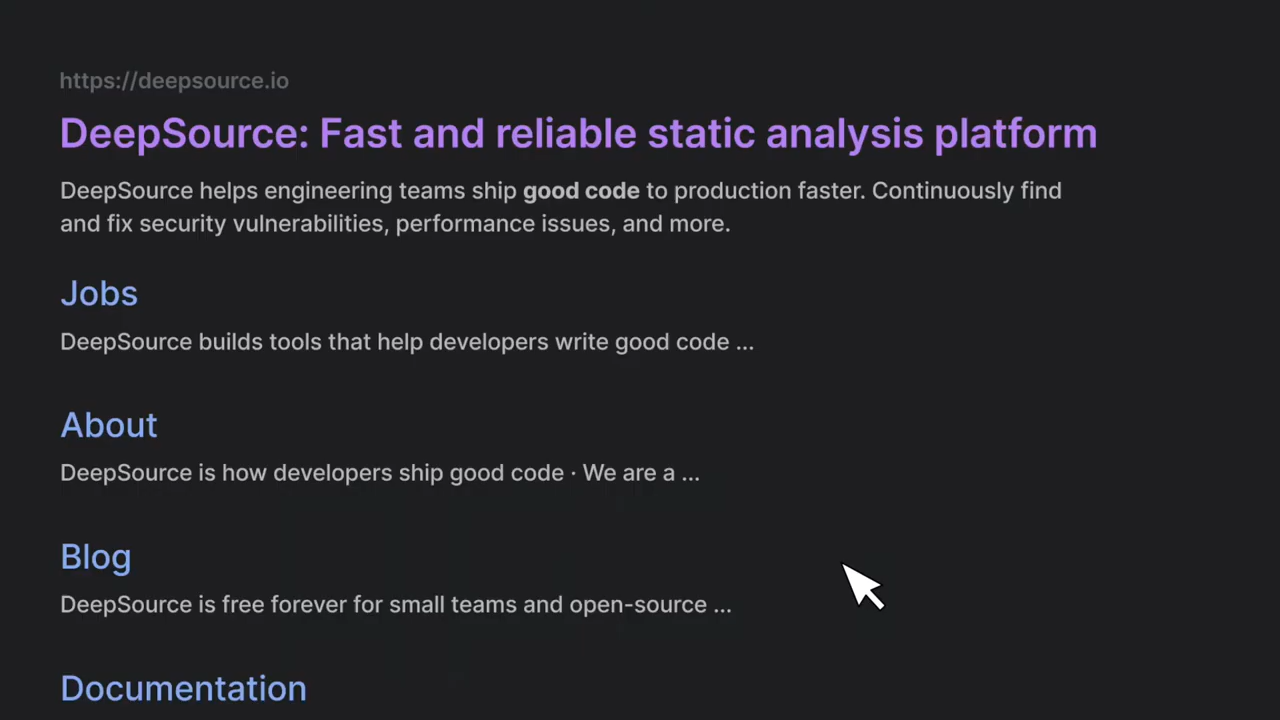 https://deepsource.io
DeepSource: Fast and reliable static analysis platform
DeepSource helps engineering teams ship good code to production faster. Continuously find
and fix security vulnerabilities, performance issues, and more.
Jobs
DeepSource builds tools that help developers write good code ...
About
DeepSource is how developers ship good code · We are a ...
Blog
DeepSource is free forever for small teams and open-source ...
Documentation